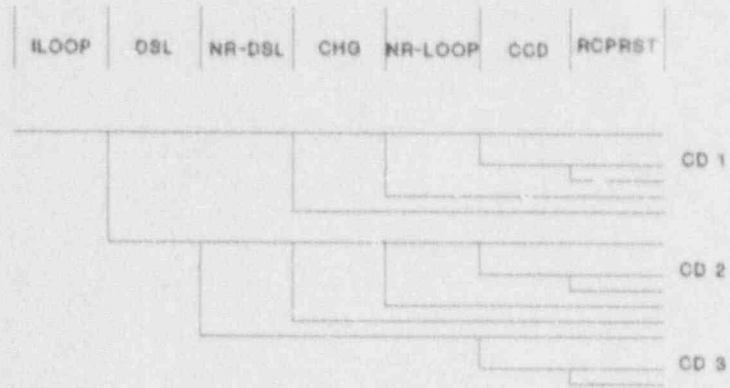 ILOOP DSL NR-DSL CHG NR-LOOP CCD RCPRST
CD 1
CD 2
CD 3